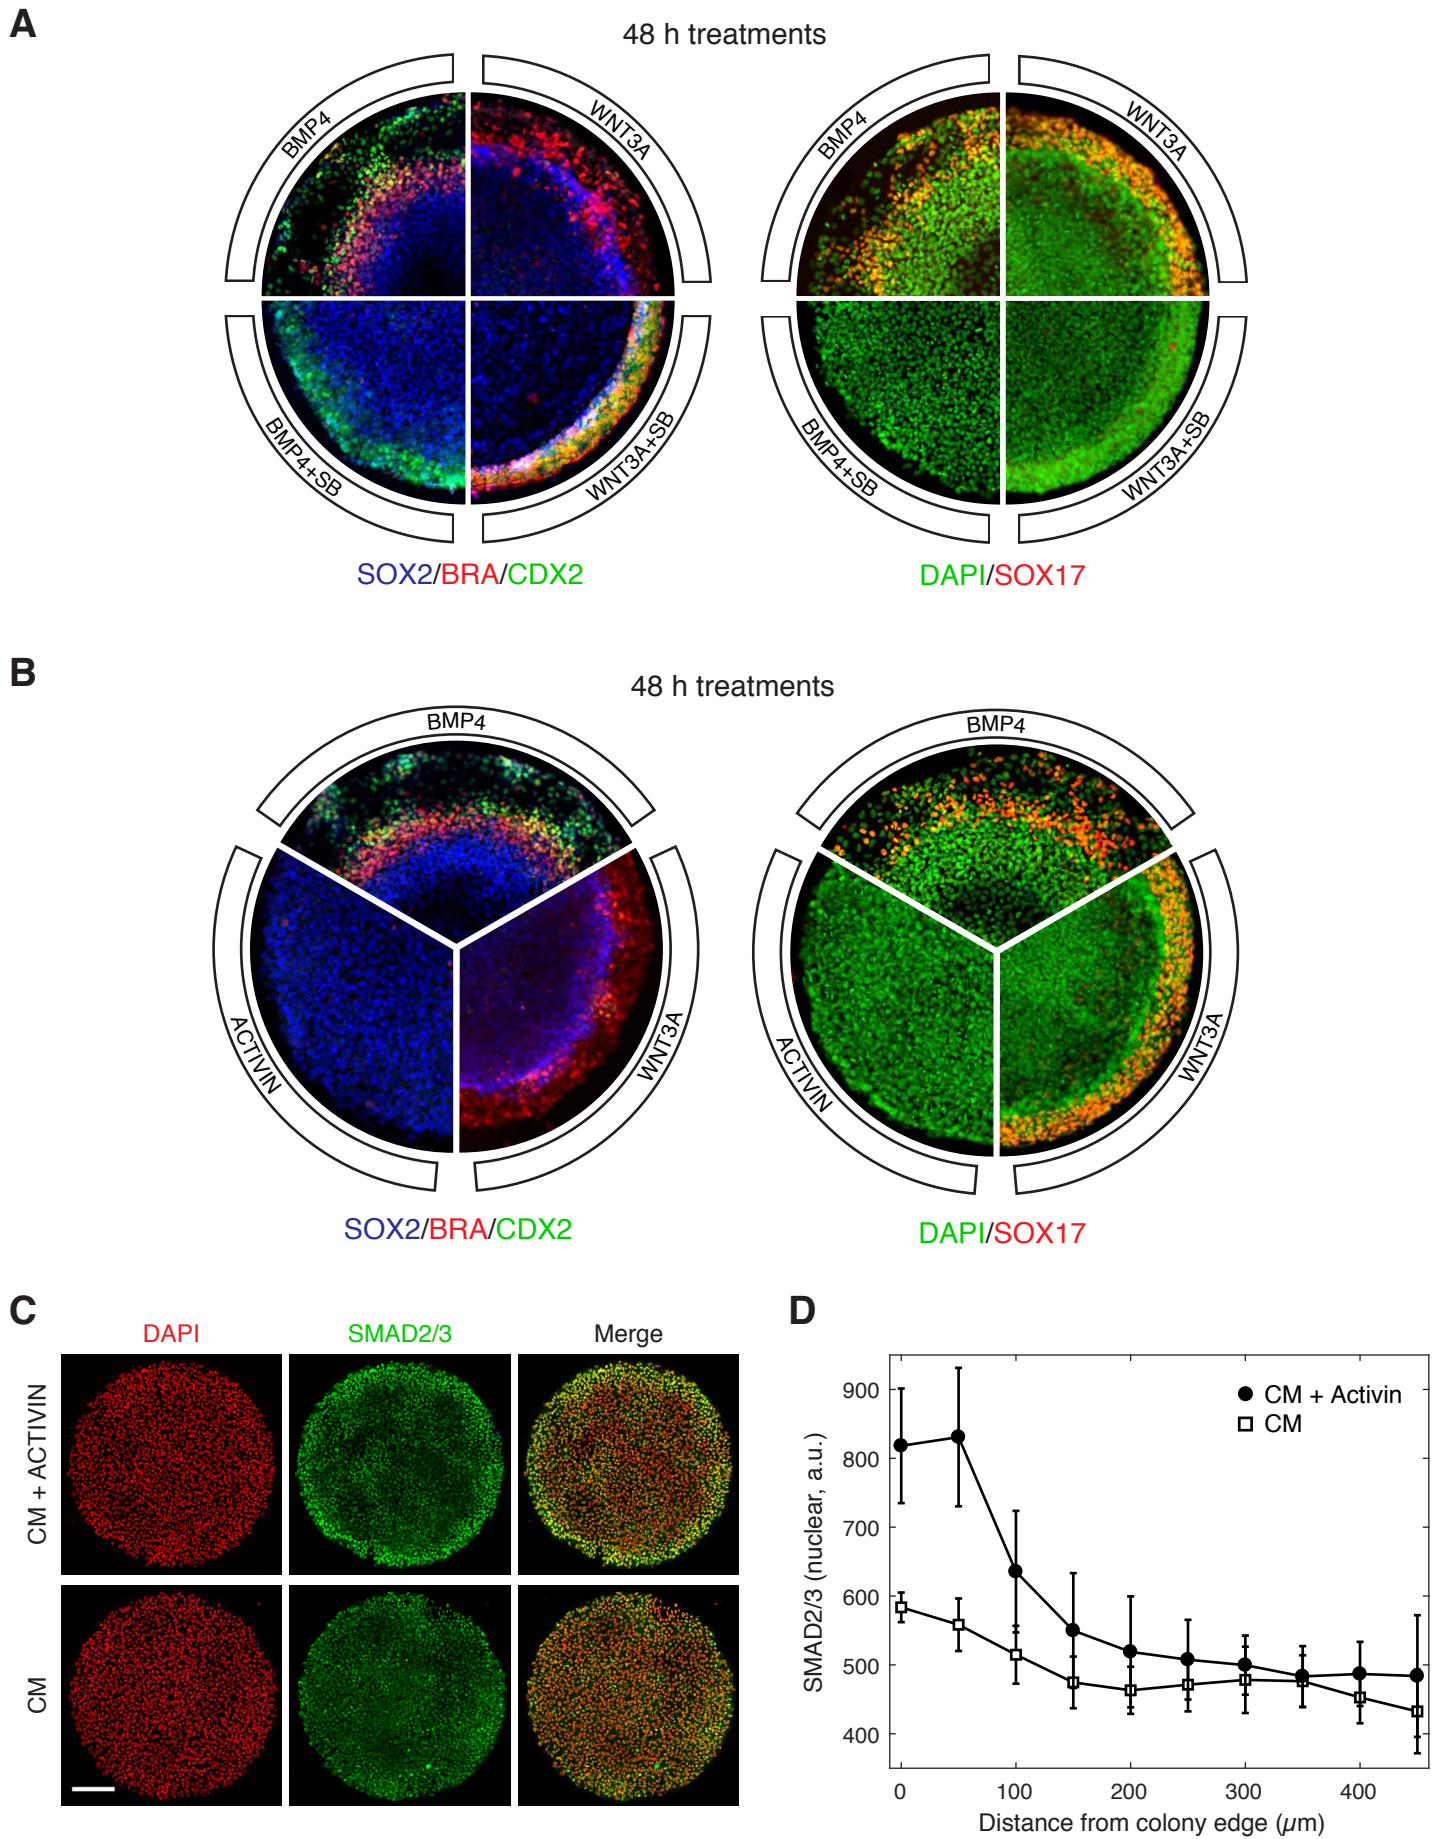 A
48 h treatments
BMP4
WNT3A
BMP4+SB
WNT3A+SB
BMP4
WNT3A
BMP4+SB
WNT3A+SB
SOX2/BRA/CDX2
DAPI/SOX17
B
48 h treatments
BMP4
ACTIVIN
WNT3A
BMP4
ACTIVIN
WNT3A
SOX2/BRA/CDX2
DAPI/SOX17
C
DAPI
SMAD2/3
Merge
CM + ACTIVIN
CM
D
CM + Activin
CM
SMAD2/3 (nuclear, a.u.)
900
800
700
600
500
400
0
100
200
300
400
Distance from colony edge (µm)